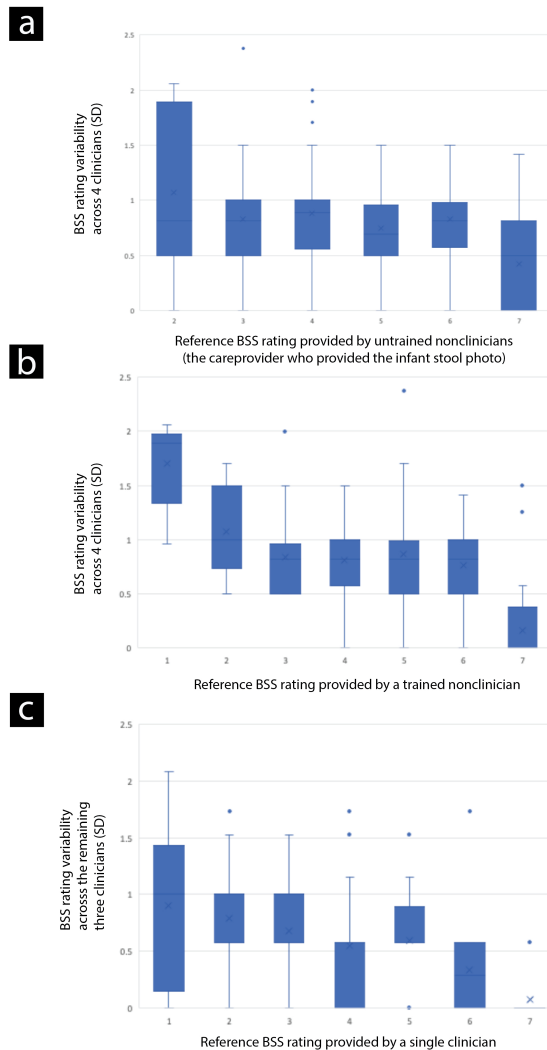 a
2.5
2
1.5
1
0.5
0
BSS rating variability
across 4 clinicians (SD)
2 3 4 5 6 7
Reference BSS rating provided by untrained nonclinicians
(the careprovider who provided the infant stool photo)
b
2.5
2
1.5
1
0.5
0
BSS rating variability
across 4 clinicians (SD)
1 2 3 4 5 6 7
Reference BSS rating provided by a trained nonclinician
c
2.5
2
1.5
1
0.5
0
BSS rating variability
acrosss the remaining
three clinicians (SD)
1 2 3 4 5 6 7
Reference BSS rating provided by a single clinician